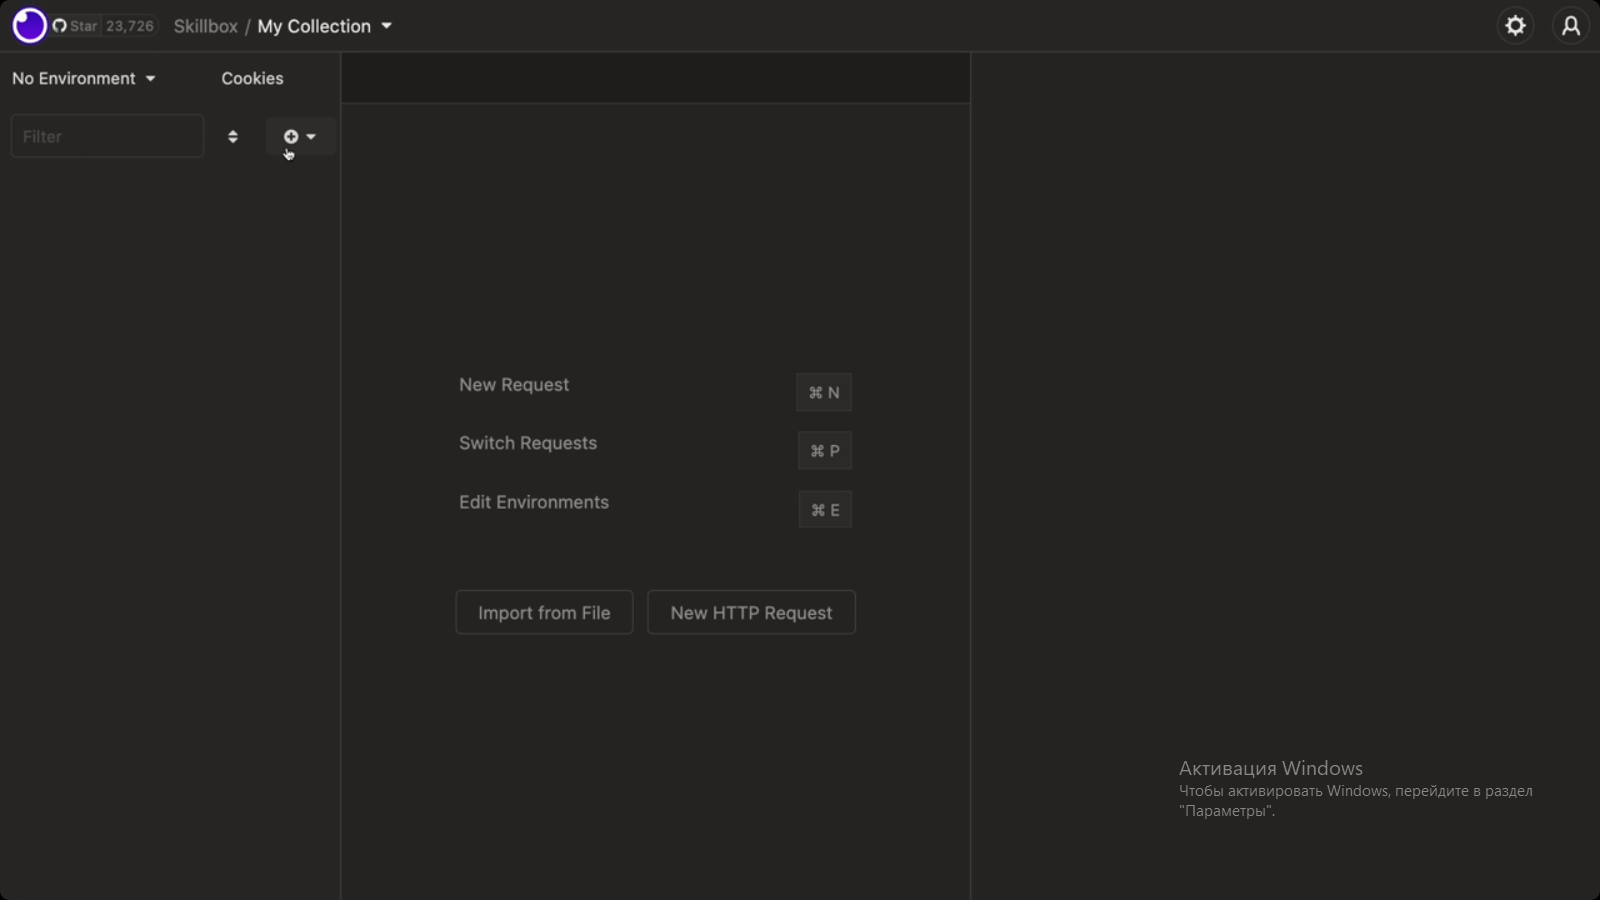 Star 23,726 Skillbox / My Collection
No Environment Cookies
Filter
New Request ⌘ N
Switch Requests ⌘ P
Edit Environments ⌘ E
Import from File New HTTP Request
Активация Windows
Чтобы активировать Windows, перейдите в раздел
"Параметры".